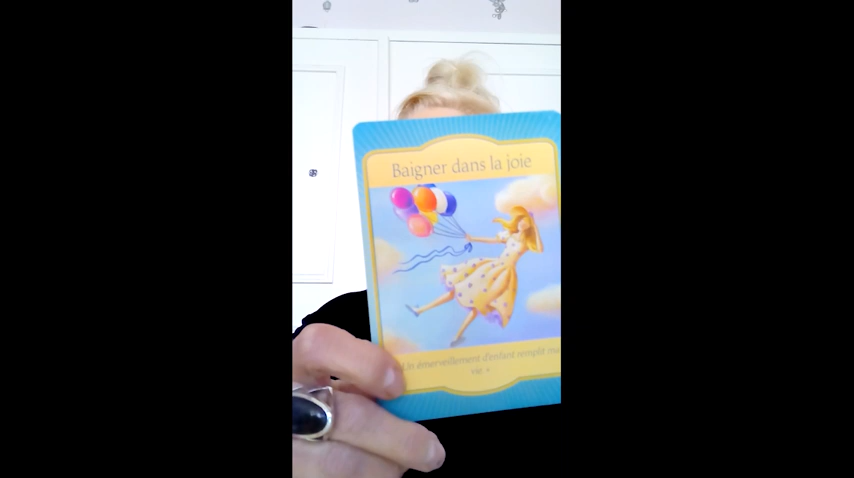 Baigner dans la joie
Un émerveillement d'enfant remplit ma
vie. «